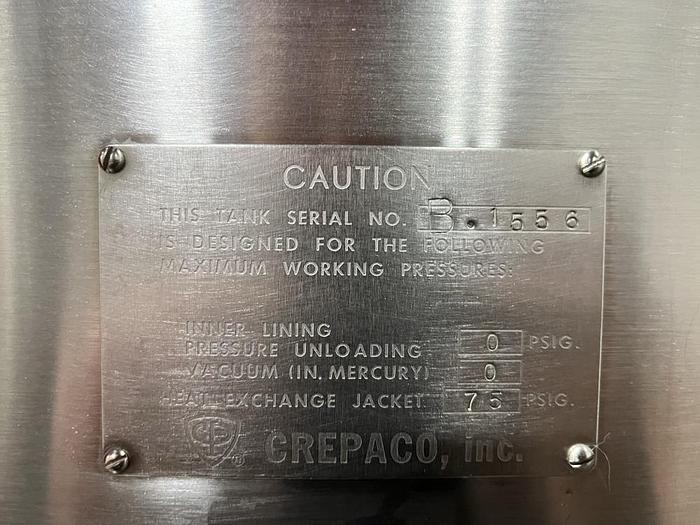 CAUTION
THIS TANK SERIAL NO. B.1556
IS DESIGNED FOR THE FOLLOWING
MAXIMUM WORKING PRESSURES:
INNER LINING
PRESSURE UNLOADING 0 PSIG.
VACUUM (IN. MERCURY) 0
HEAT EXCHANGE JACKET 75 PSIG.
CP ® CREPACO, inc.